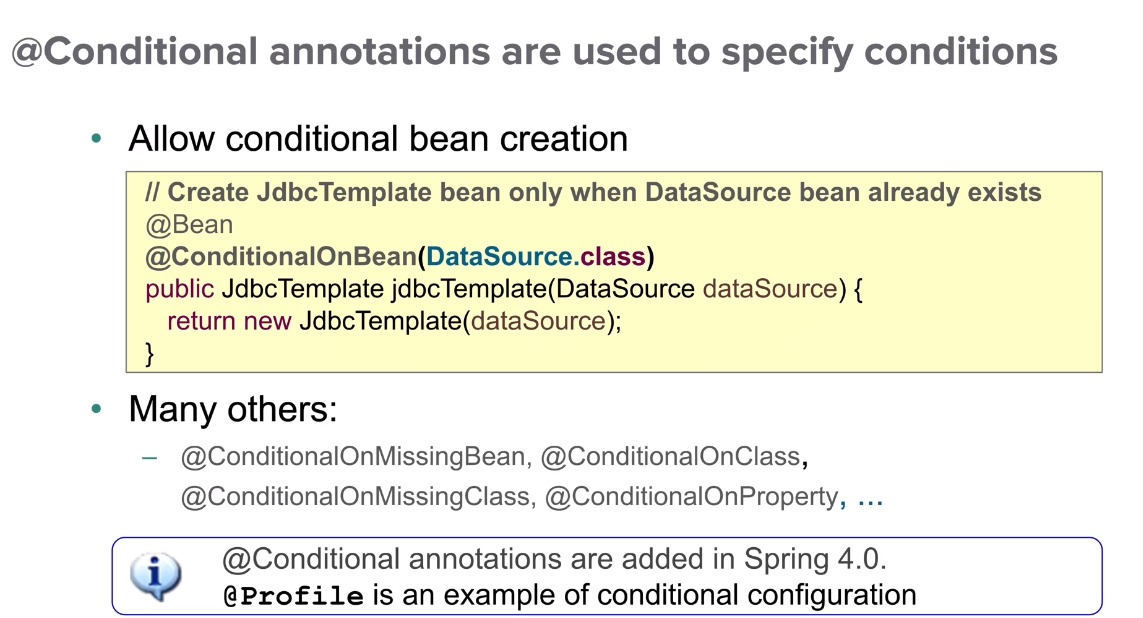 @Conditional annotations are used to specify conditions
• Allow conditional bean creation
// Create JdbcTemplate bean only when DataSource bean already exists
@Bean
@ConditionalOnBean(DataSource.class)
public JdbcTemplate jdbcTemplate(DataSource dataSource) {
return new JdbcTemplate(dataSource);
}
• Many others:
– @ConditionalOnMissingBean, @ConditionalOnClass,
@ConditionalOnMissingClass, @ConditionalOnProperty, …
@Conditional annotations are added in Spring 4.0.
@Profile is an example of conditional configuration